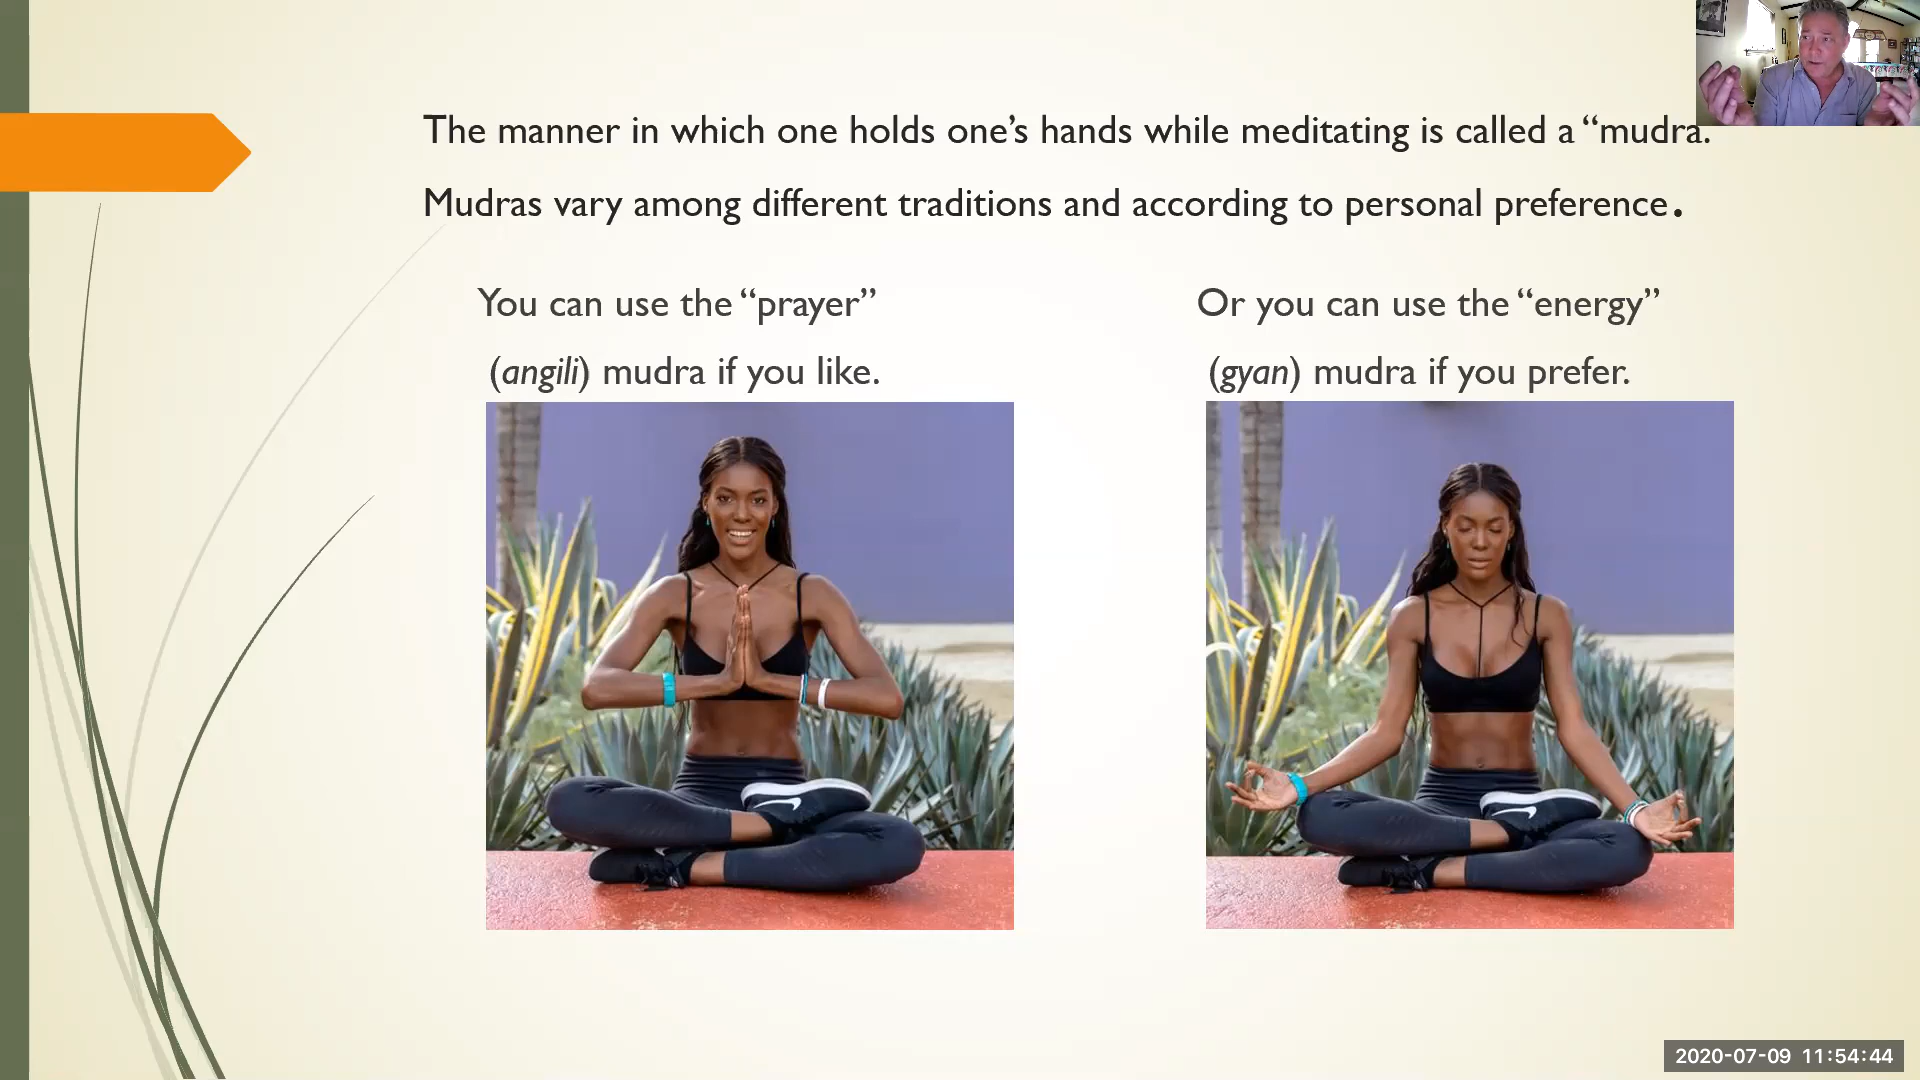 The manner in which one holds one’s hands while meditating is called a “mudra.
Mudras vary among different traditions and according to personal preference.
You can use the “prayer”
(angili) mudra if you like.
Or you can use the “energy”
(gyan) mudra if you prefer.
2020-07-09 11:54:44